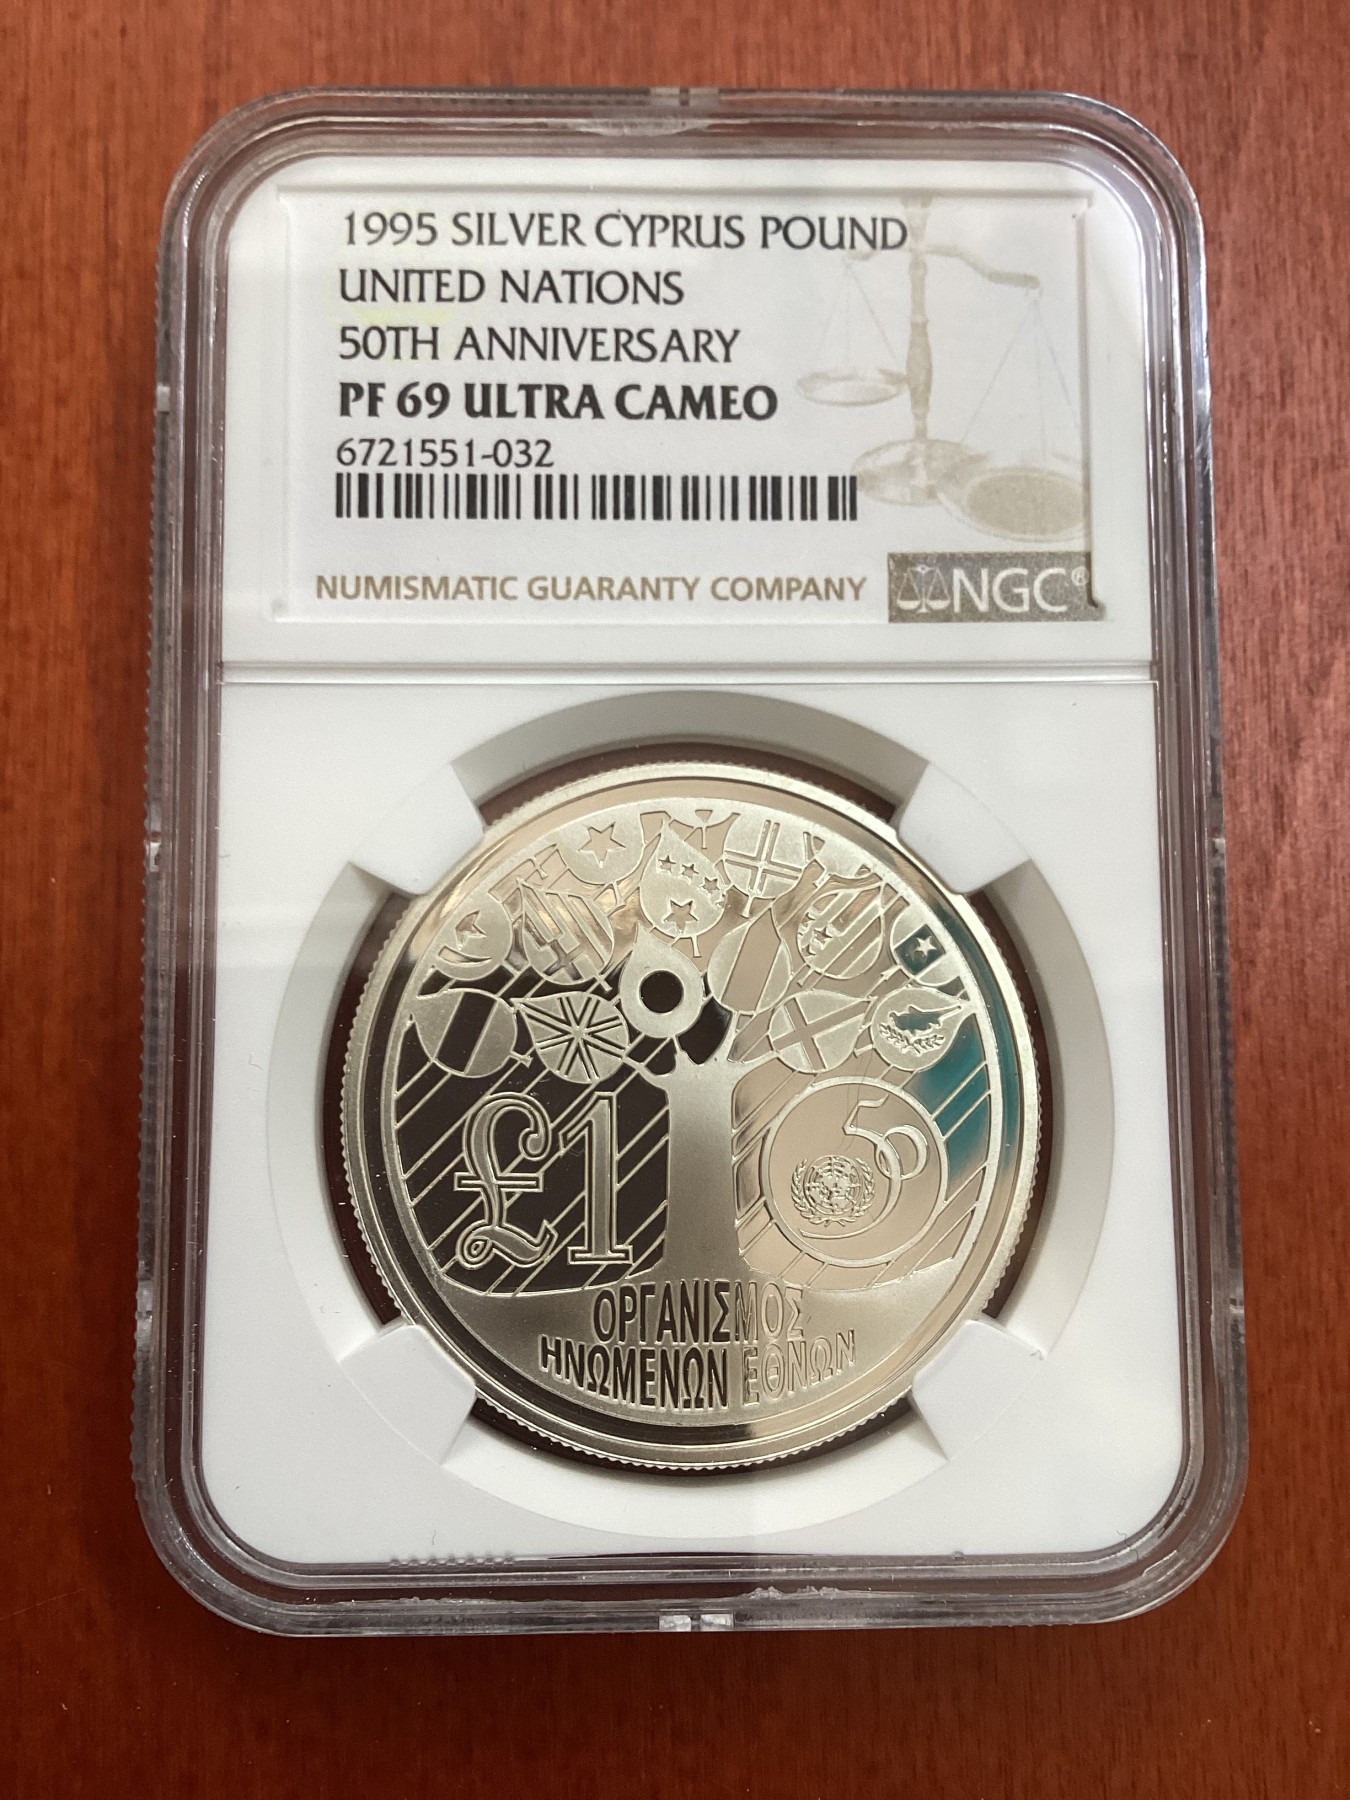 1995 SILVER CYPRUS POUND
UNITED NATIONS
50TH ANNIVERSARY
PF 69 ULTRA CAMEO
6721551-032
NUMISMATIC GUARANTY COMPANY
NGC®
£1
50
ΟΡΓΑΝΙΣΜΟΣ
ΗΝΩΜΕΝΩΝ ΕΘΝΩΝ